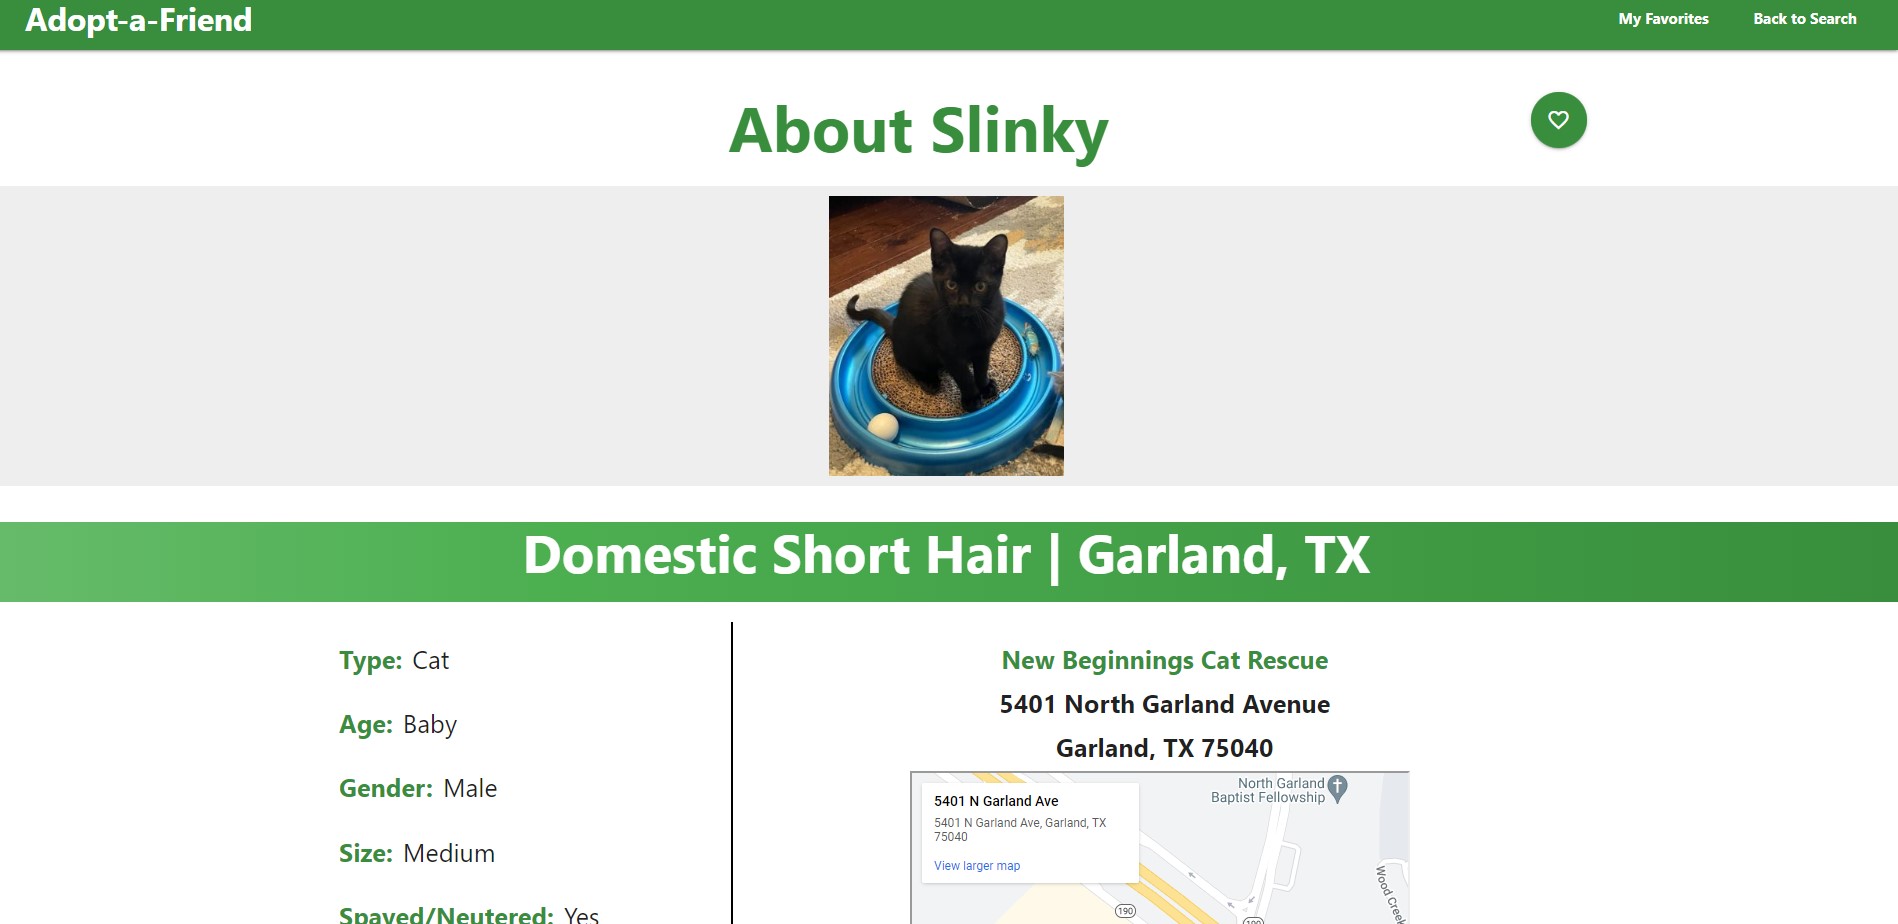 Adopt-a-Friend
My Favorites
Back to Search
About Slinky
Domestic Short Hair | Garland, TX
Type: Cat
Age: Baby
Gender: Male
Size: Medium
Spayed/Neutered: Yes
New Beginnings Cat Rescue
5401 North Garland Avenue
Garland, TX 75040
5401 N Garland Ave
5401 N Garland Ave, Garland, TX
75040
View larger map
North Garland
Baptist Fellowship
Wood Creek
190
190